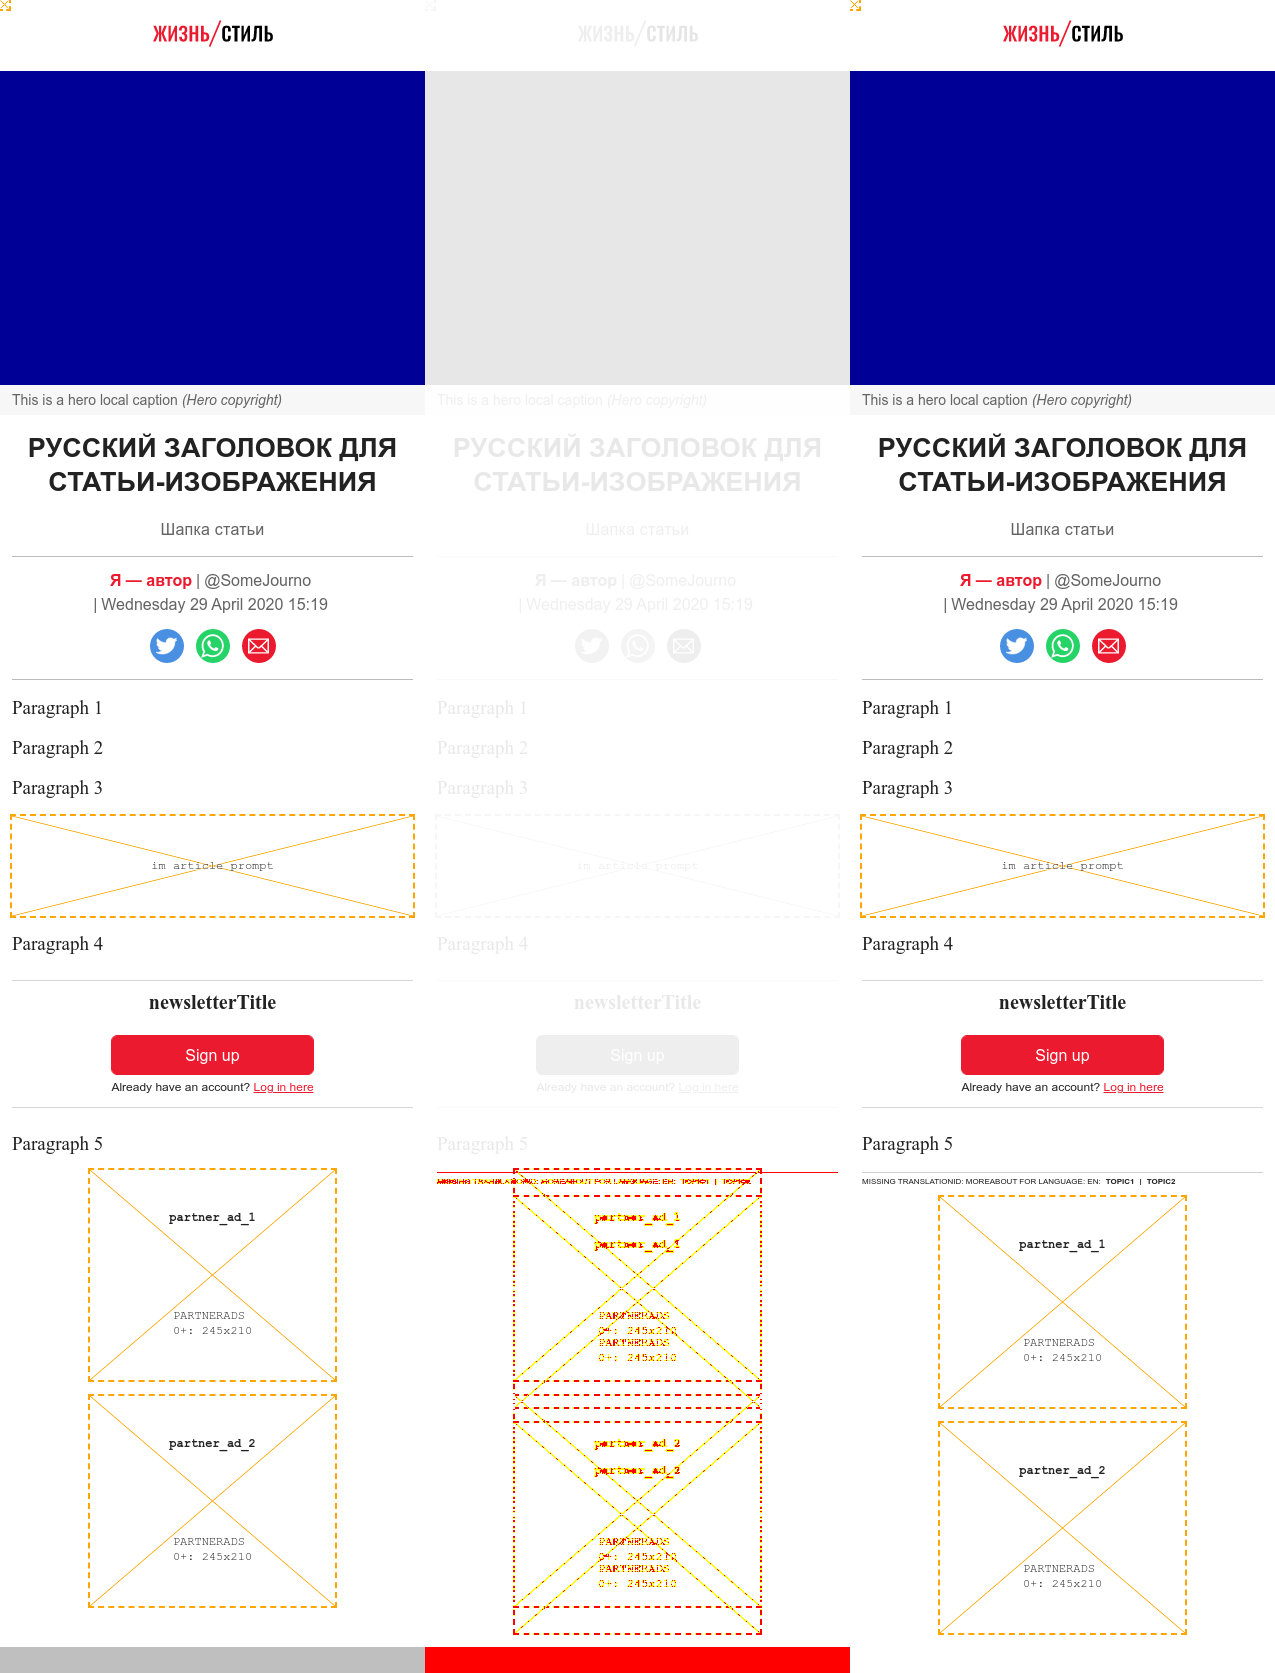 ЖИЗНЬ/СТИЛЬ
This is a hero local caption (Hero copyright)
РУССКИЙ ЗАГОЛОВОК ДЛЯ
СТАТЬИ-ИЗОБРАЖЕНИЯ
Шапка статьи
Я — автор | @SomeJourno
| Wednesday 29 April 2020 15:19
Paragraph 1
Paragraph 2
Paragraph 3
im article prompt
Paragraph 4
newsletterTitle
Sign up
Already have an account? Log in here
Paragraph 5
partner_ad_1
PARTNERADS
0+: 245x210
partner_ad_2
PARTNERADS
0+: 245x210
ЖИЗНЬ/СТИЛЬ
This is a hero local caption (Hero copyright)
РУССКИЙ ЗАГОЛОВОК ДЛЯ
СТАТЬИ-ИЗОБРАЖЕНИЯ
Шапка статьи
Я — автор | @SomeJourno
| Wednesday 29 April 2020 15:19
Paragraph 1
Paragraph 2
Paragraph 3
im article prompt
Paragraph 4
newsletterTitle
Sign up
Already have an account? Log in here
Paragraph 5
partner_ad_1
partner_ad_1
PARTNERADS
0+: 245x210
PARTNERADS
0+: 245x210
partner_ad_2
partner_ad_2
PARTNERADS
0+: 245x210
PARTNERADS
0+: 245x210
ЖИЗНЬ/СТИЛЬ
This is a hero local caption (Hero copyright)
РУССКИЙ ЗАГОЛОВОК ДЛЯ
СТАТЬИ-ИЗОБРАЖЕНИЯ
Шапка статьи
Я — автор | @SomeJourno
| Wednesday 29 April 2020 15:19
Paragraph 1
Paragraph 2
Paragraph 3
im article prompt
Paragraph 4
newsletterTitle
Sign up
Already have an account? Log in here
Paragraph 5
MISSING TRANSLATIONID: MOREABOUT FOR LANGUAGE: EN: TOPIC1 | TOPIC2
partner_ad_1
PARTNERADS
0+: 245x210
partner_ad_2
PARTNERADS
0+: 245x210